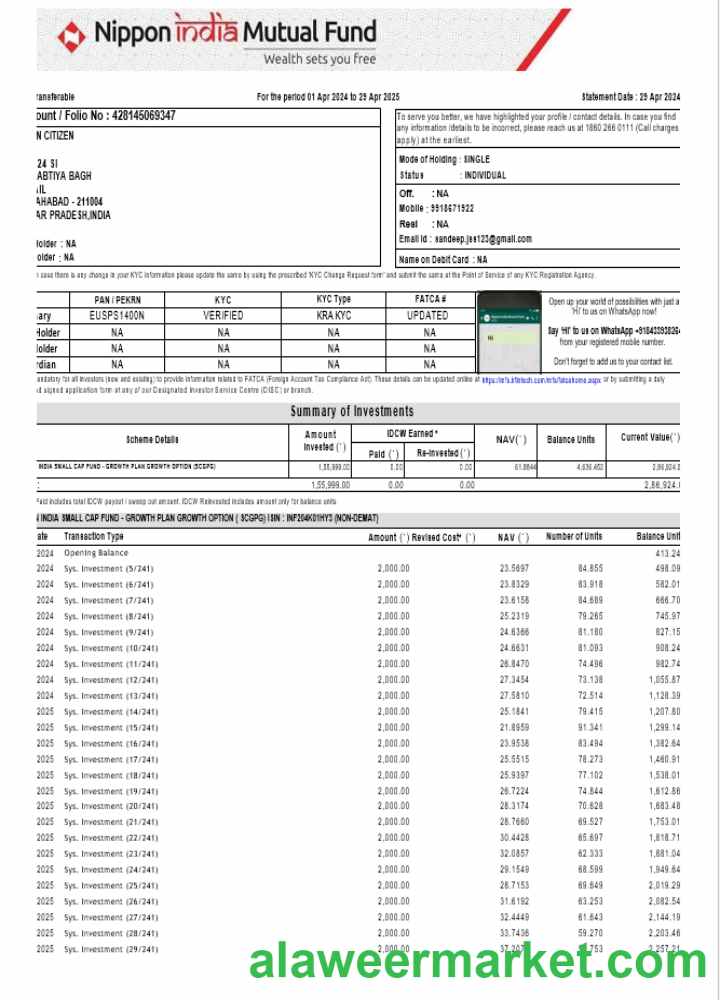 Nippon india Mutual Fund
Wealth sets you free
ransferable For the period 01 Apr 2024 to 29 Apr 2025 Statement Date : 29 Apr 2024
ount / Folio No : 428145069347
N CITIZEN
24 SI
ABTIYA BAGH
AHABAD - 211004
AR PRADESH,INDIA
Holder : NA
older : NA
To serve you better, we have highlighted your profile / contact details. In case you find
any information /details to be incorrect, please reach us at 1860 266 0111 (Call charges
apply) at the earliest.
Mode of Holding : SINGLE
Status : INDIVIDUAL
Off. : NA
Mobile : 9918671922
Resi : NA
Email Id : sandeep.jss123@gmail.com
Name on Debit Card : NA
n case there is any change in your KYC information please update the same by using the prescribed 'KYC Change Request form' and submit the same at the Point of Service of any KYC Registration Agency.
PAN / PEKRN KYC KYC Type FATCA #
ary EUSPS1400N VERIFIED KRA KYC UPDATED
Holder NA NA NA NA
Holder NA NA NA NA
rdian NA NA NA NA
Open up your world of possibilities with just a
'Hi' to us on WhatsApp now!
Say 'Hi' to us on WhatsApp
from your registered mobile number.
Don't forget to add us to your contact list.
andatory for all investors (new and existing) to provide information related to FATCA (Foreign Account Tax Compliance Act). These details can be updated online at or by submitting a duly
d signed application form at any of our Designated Investor Service Centre (DISC) or branch.
Summary of Investments
Scheme Details Amount Invested (`) IDCW Earned * Paid (`) Re-Invested (`) NAV(`) Balance Units Current Value(`)
INDIA SMALL CAP FUND - GROWTH PLAN GROWTH OPTION (SCGPG) 1,55,999.00 0.00 0.00 61.8844 4,636.452 2,86,924.
: 1,55,999.00 0.00 0.00 2,86,924.
Paid includes total IDCW payout / sweep out amount. IDCW Reinvested includes amount only for balance units
INDIA SMALL CAP FUND - GROWTH PLAN GROWTH OPTION ( SCGPG) ISIN : INF204K01HY3 (NON-DEMAT)
ate Transaction Type Amount (`) Revised Cost* (`) NAV (`) Number of Units Balance Unit
2024 Opening Balance 413.24
2024 Sys. Investment (5/241) 2,000.00 23.5697 84.855 498.09
2024 Sys. Investment (6/241) 2,000.00 23.8329 83.918 582.01
2024 Sys. Investment (7/241) 2,000.00 23.6158 84.689 666.70
2024 Sys. Investment (8/241) 2,000.00 25.2319 79.265 745.97
2024 Sys. Investment (9/241) 2,000.00 24.6366 81.180 827.15
2024 Sys. Investment (10/241) 2,000.00 24.6631 81.093 908.24
2024 Sys. Investment (11/241) 2,000.00 26.8470 74.496 982.74
2024 Sys. Investment (12/241) 2,000.00 27.3454 73.138 1,055.87
2024 Sys. Investment (13/241) 2,000.00 27.5810 72.514 1,128.39
2025 Sys. Investment (14/241) 2,000.00 25.1841 79.415 1,207.80
2025 Sys. Investment (15/241) 2,000.00 21.8959 91.341 1,299.14
2025 Sys. Investment (16/241) 2,000.00 23.9538 83.494 1,382.64
2025 Sys. Investment (17/241) 2,000.00 25.5515 78.273 1,460.91
2025 Sys. Investment (18/241) 2,000.00 25.9397 77.102 1,538.01
2025 Sys. Investment (19/241) 2,000.00 26.7224 74.844 1,612.86
2025 Sys. Investment (20/241) 2,000.00 28.3174 70.628 1,683.48
2025 Sys. Investment (21/241) 2,000.00 28.7660 69.527 1,753.01
2025 Sys. Investment (22/241) 2,000.00 30.4428 65.697 1,818.71
2025 Sys. Investment (23/241) 2,000.00 32.0857 62.333 1,881.04
2025 Sys. Investment (24/241) 2,000.00 29.1549 68.599 1,949.64
2025 Sys. Investment (25/241) 2,000.00 28.7153 69.649 2,019.29
2025 Sys. Investment (26/241) 2,000.00 31.6192 63.253 2,082.54
2025 Sys. Investment (27/241) 2,000.00 32.4449 61.643 2,144.19
2025 Sys. Investment (28/241) 2,000.00 33.7436 59.270 2,203.46
2025 Sys. Investment (29/241) 2,000.00 2,257.21
alaweermarket.com